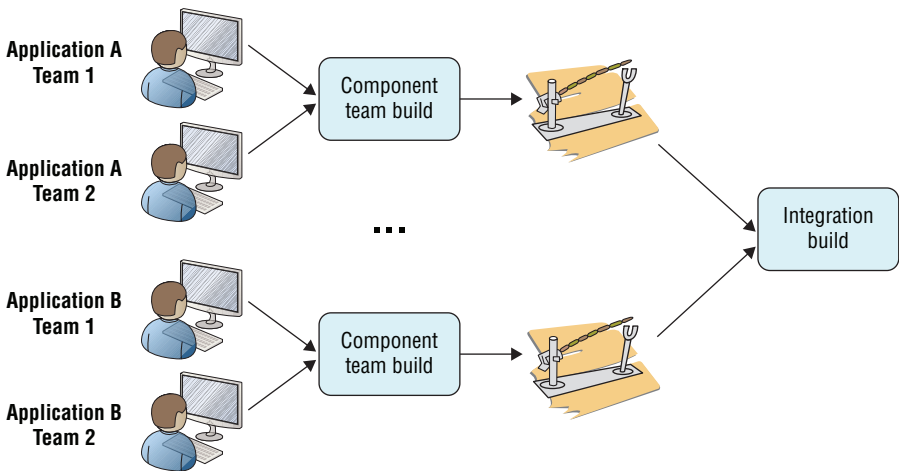 Application A
Team 1
Component
team build
Application A
Team 2
...
Integration
build
Application B
Team 1
Component
team build
Application B
Team 2